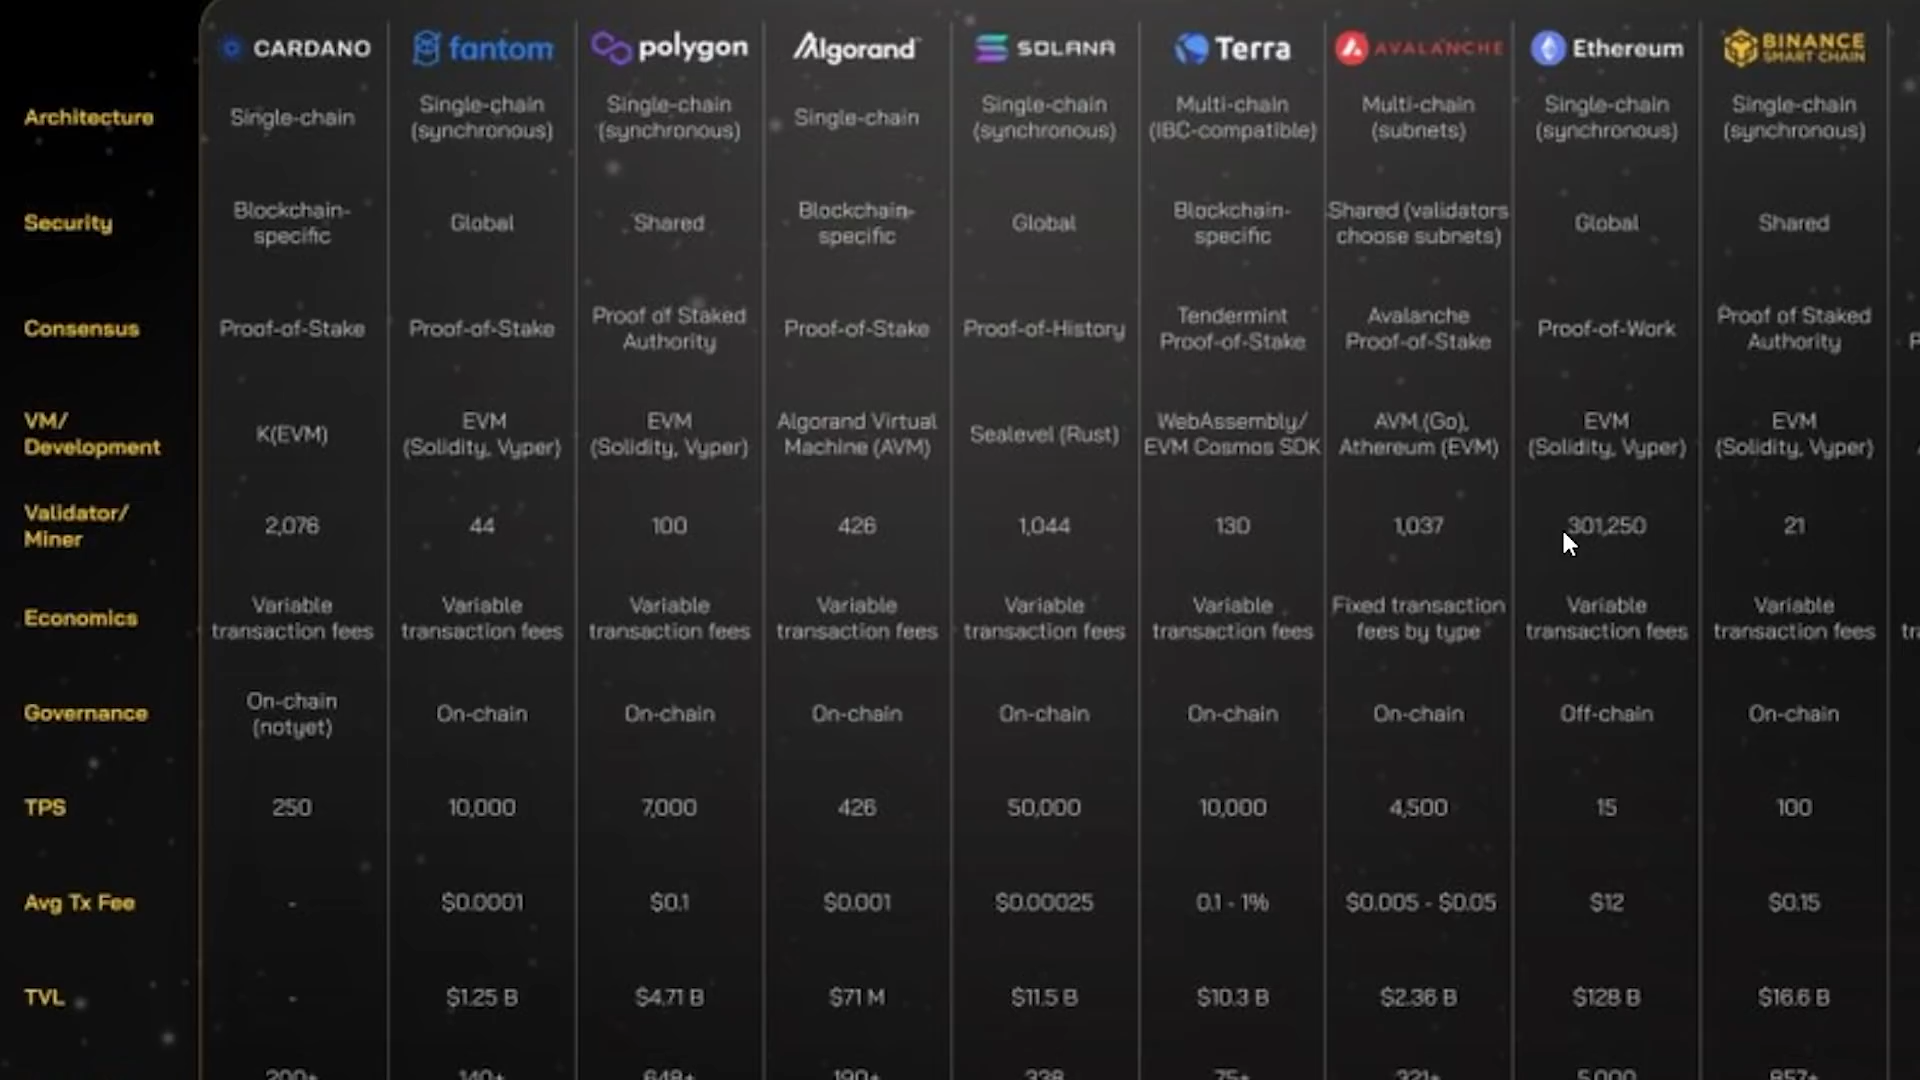 CARDANO fantom polygon Algorand SOLANA Terra AVALANCHE Ethereum BINANCE SMART CHAIN
Architecture
Single-chain
Single-chain
(synchronous)
Single-chain
(synchronous)
Single-chain
Single-chain
(synchronous)
Multi-chain
(IBC-compatible)
Multi-chain
(subnets)
Single-chain
(synchronous)
Single-chain
(synchronous)
Security
Blockchain-
specific
Global
Shared
Blockchain-
specific
Global
Blockchain-
specific
Shared (validators
choose subnets)
Global
Shared
Consensus
Proof-of-Stake
Proof-of-Stake
Proof of Staked
Authority
Proof-of-Stake
Proof-of-History
Tendermint
Proof-of-Stake
Avalanche
Proof-of-Stake
Proof-of-Work
Proof of Staked
Authority
VM/
Development
K(EVM)
EVM
(Solidity, Vyper)
EVM
(Solidity, Vyper)
Algorand Virtual
Machine (AVM)
Sealevel (Rust)
WebAssembly/
EVM Cosmos SDK
AVM (Go),
Athereum (EVM)
EVM
(Solidity, Vyper)
EVM
(Solidity, Vyper)
Validator/
Miner
2,076
44
100
426
1,044
130
1,037
301,250
21
Economics
Variable
transaction fees
Variable
transaction fees
Variable
transaction fees
Variable
transaction fees
Variable
transaction fees
Variable
transaction fees
Fixed transaction
fees by type
Variable
transaction fees
Variable
transaction fees
Governance
On-chain
(notyet)
On-chain
On-chain
On-chain
On-chain
On-chain
On-chain
Off-chain
On-chain
TPS
250
10,000
7,000
426
50,000
10,000
4,500
15
100
Avg Tx Fee
-
$0.0001
$0.1
$0.001
$0.00025
0.1 - 1%
$0.005 - $0.05
$12
$0.15
TVL
-
$1.25 B
$4.71 B
$71 M
$11.5 B
$10.3 B
$2.36 B
$128 B
$16.6 B